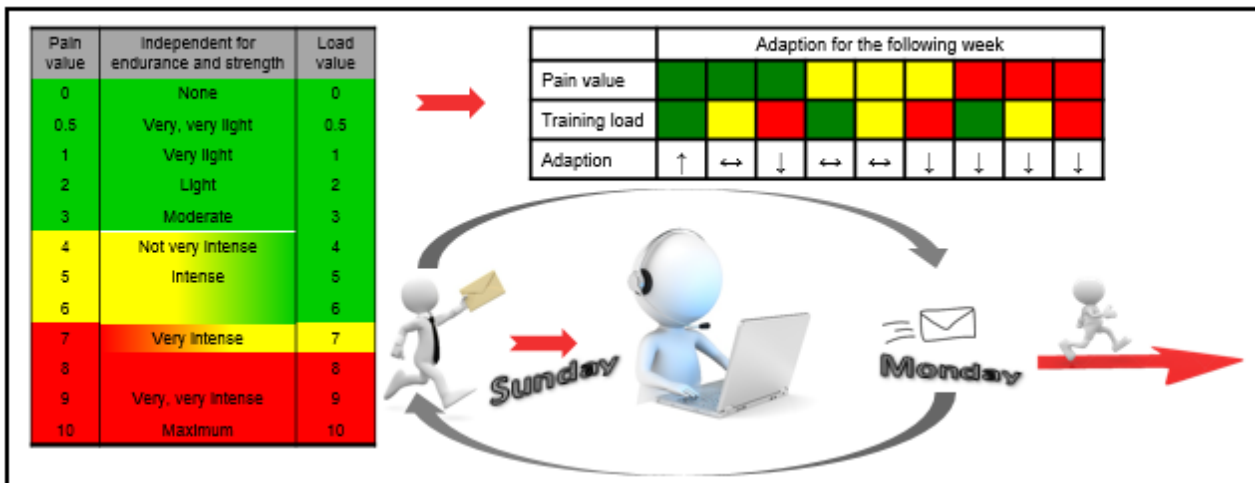 Pain value Independent for endurance and strength Load value
0 None 0
0.5 Very, very light 0.5
1 Very light 1
2 Light 2
3 Moderate 3
4 Not very Intense 4
5 Intense 5
6 6
7 Very Intense 7
8 8
9 Very, very Intense 9
10 Maximum 10
Adaption for the following week
Pain value
Training load
Adaption ↑ ↔ ↓ ↔ ↔ ↓ ↓ ↓ ↓
Sunday
Monday